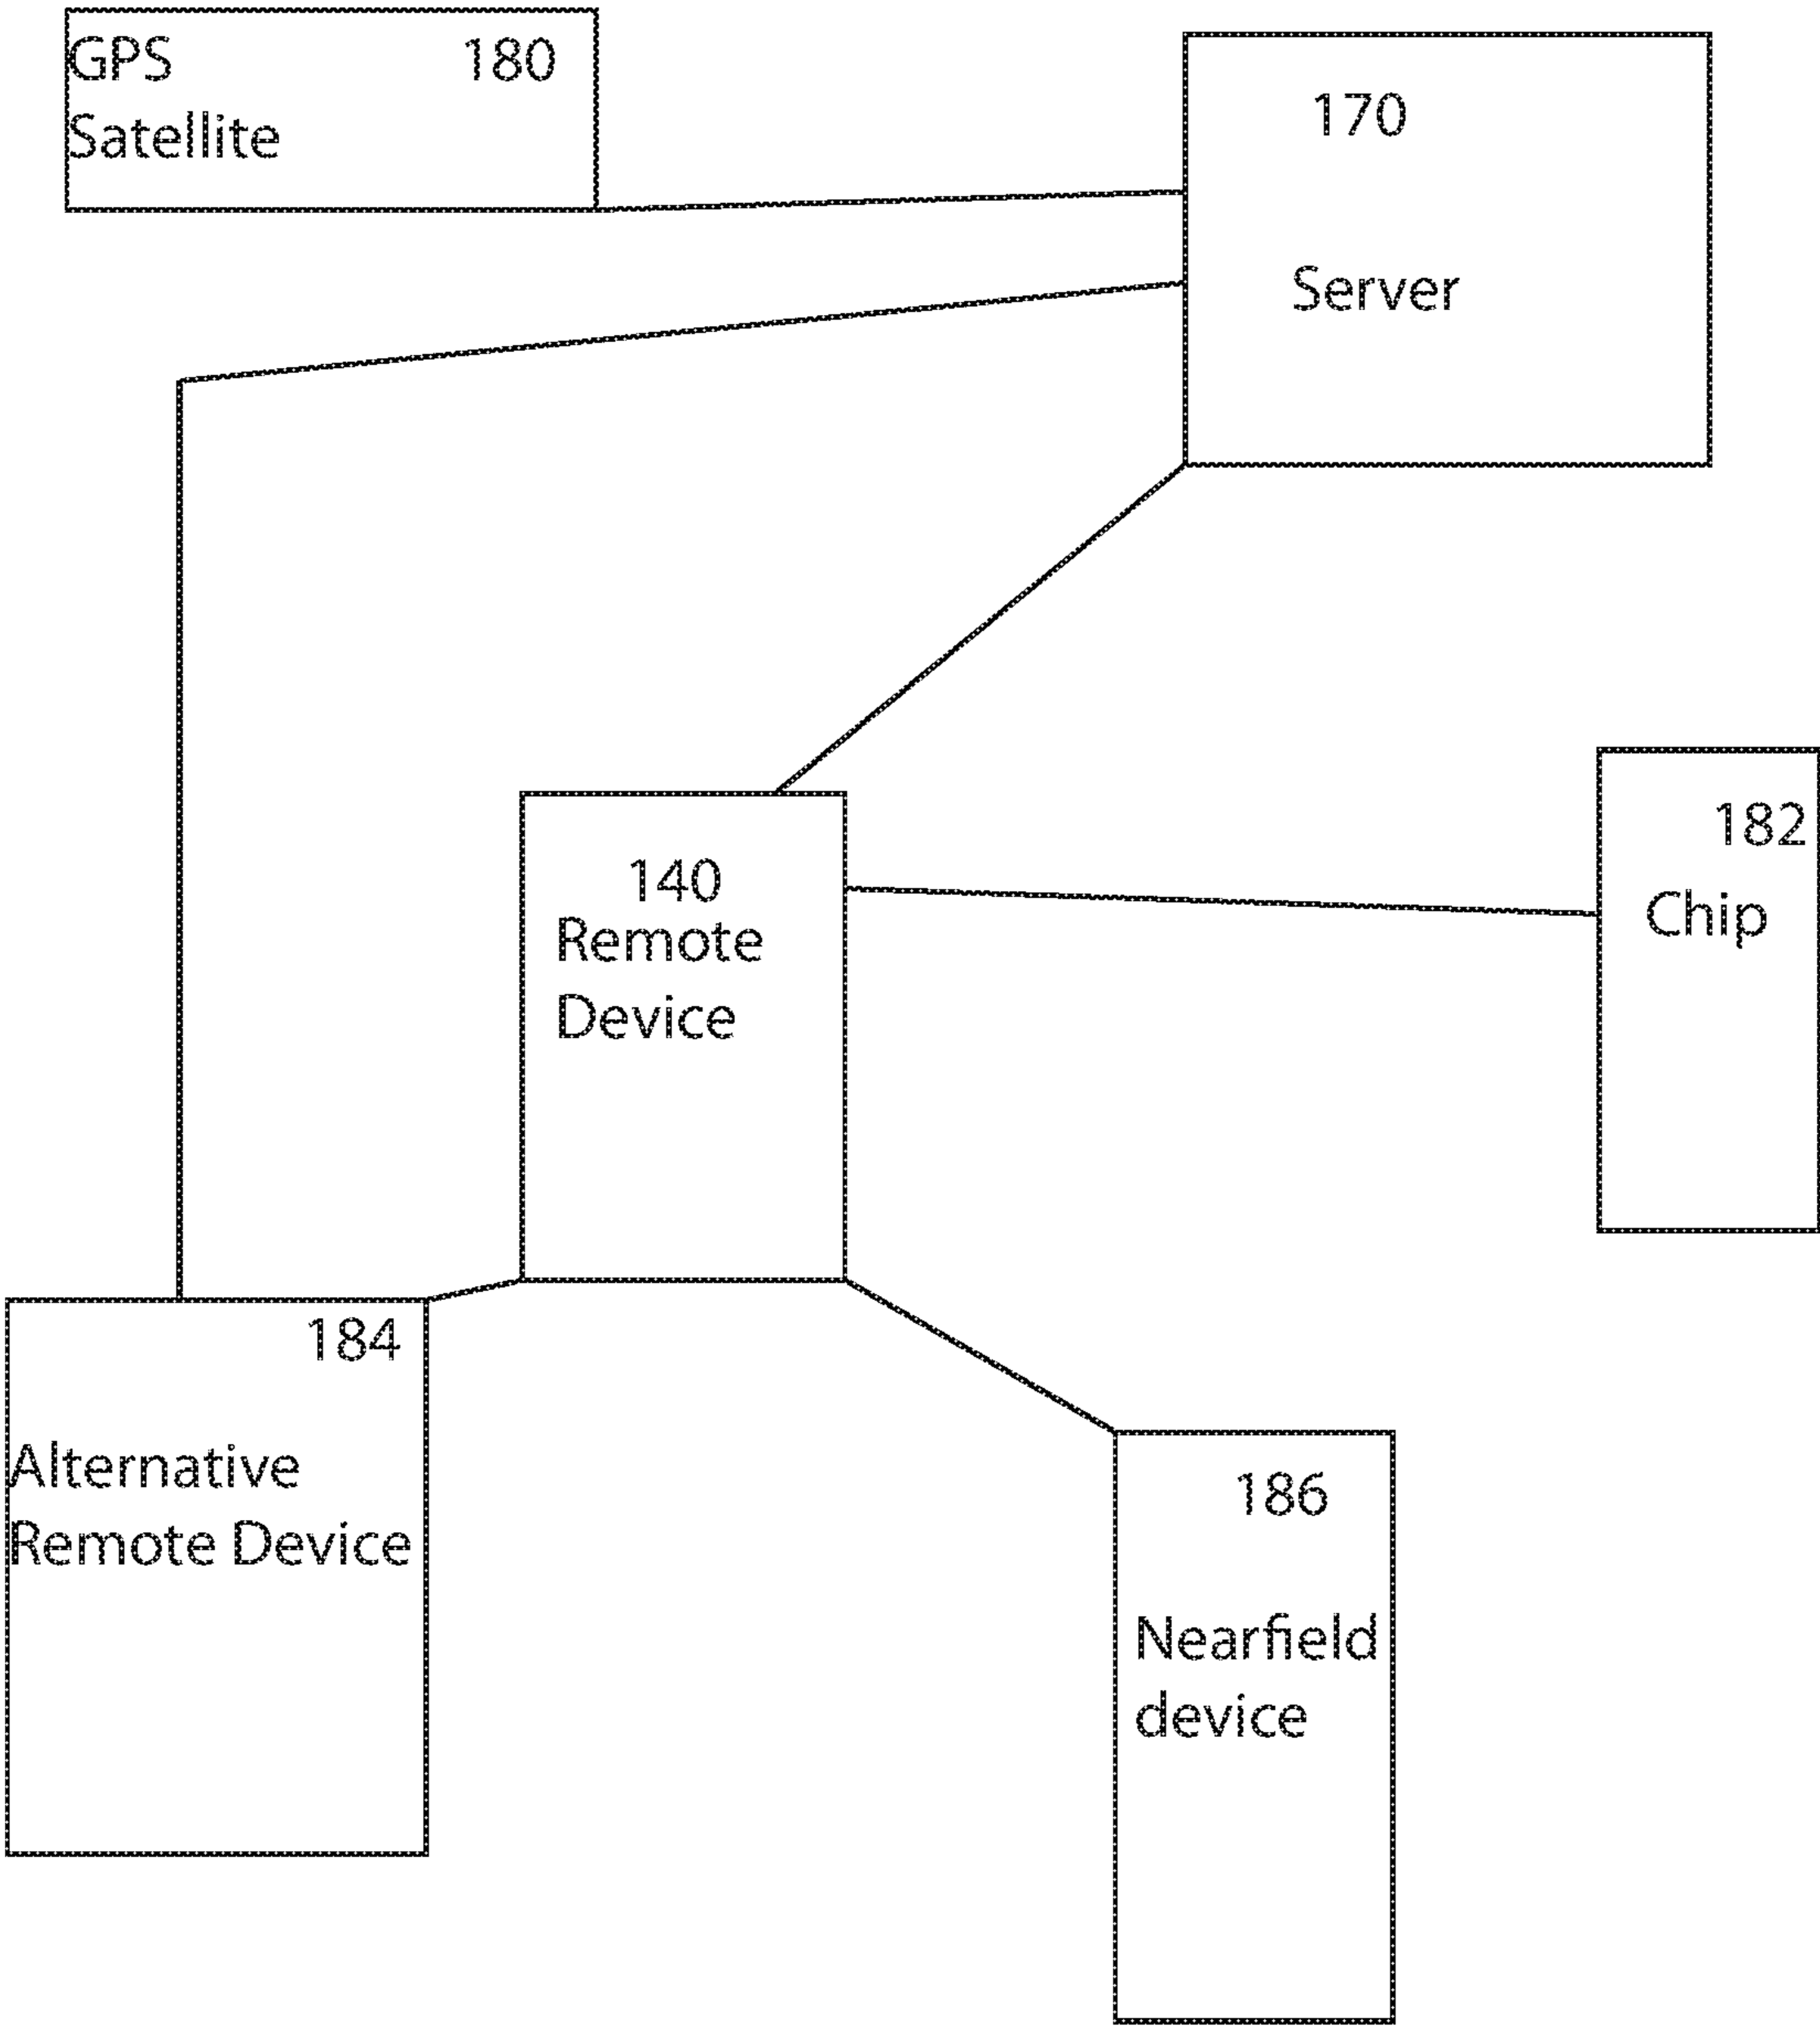 GPS 180
Satellite
170
Server
182
Chip
140
Remote
Device
184
Alternative
Remote Device
186
Nearfield
device